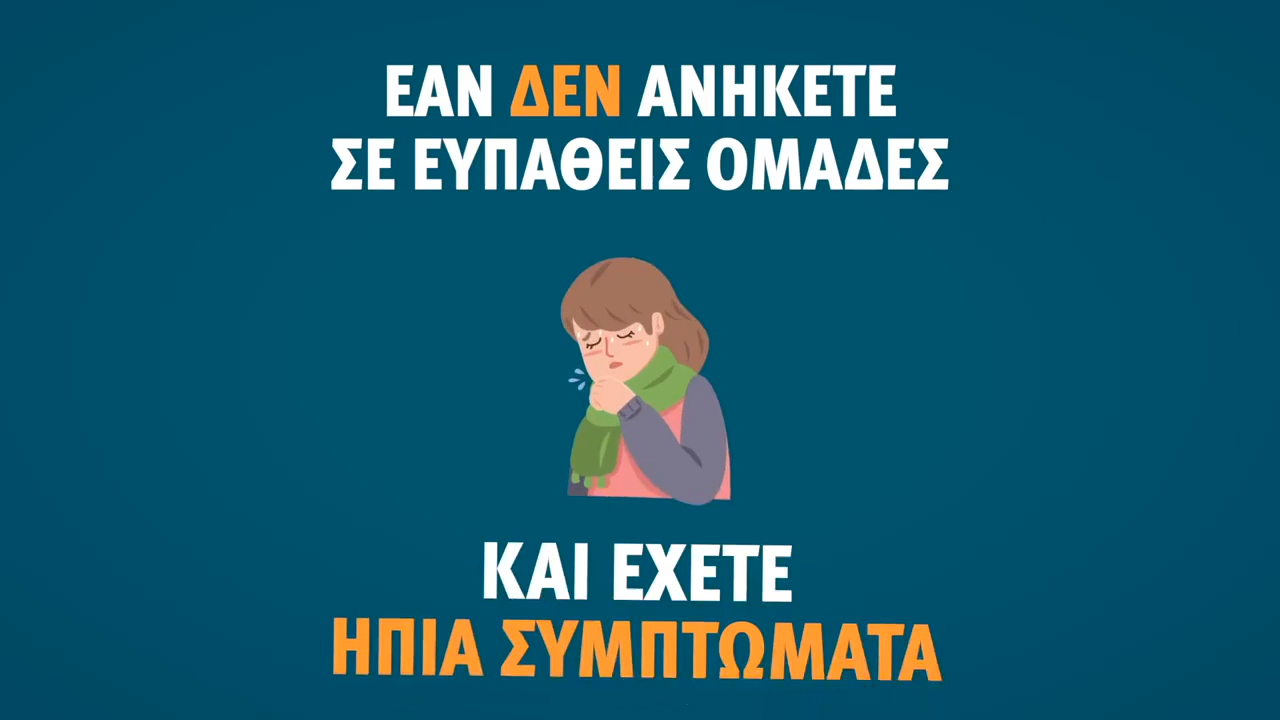 ΕΑΝ ΔΕΝ ΑΝΗΚΕΤΕ
ΣΕ ΕΥΠΑΘΕΙΣ ΟΜΑΔΕΣ
ΚΑΙ ΕΧΕΤΕ
ΗΠΙΑ ΣΥΜΠΤΩΜΑΤΑ